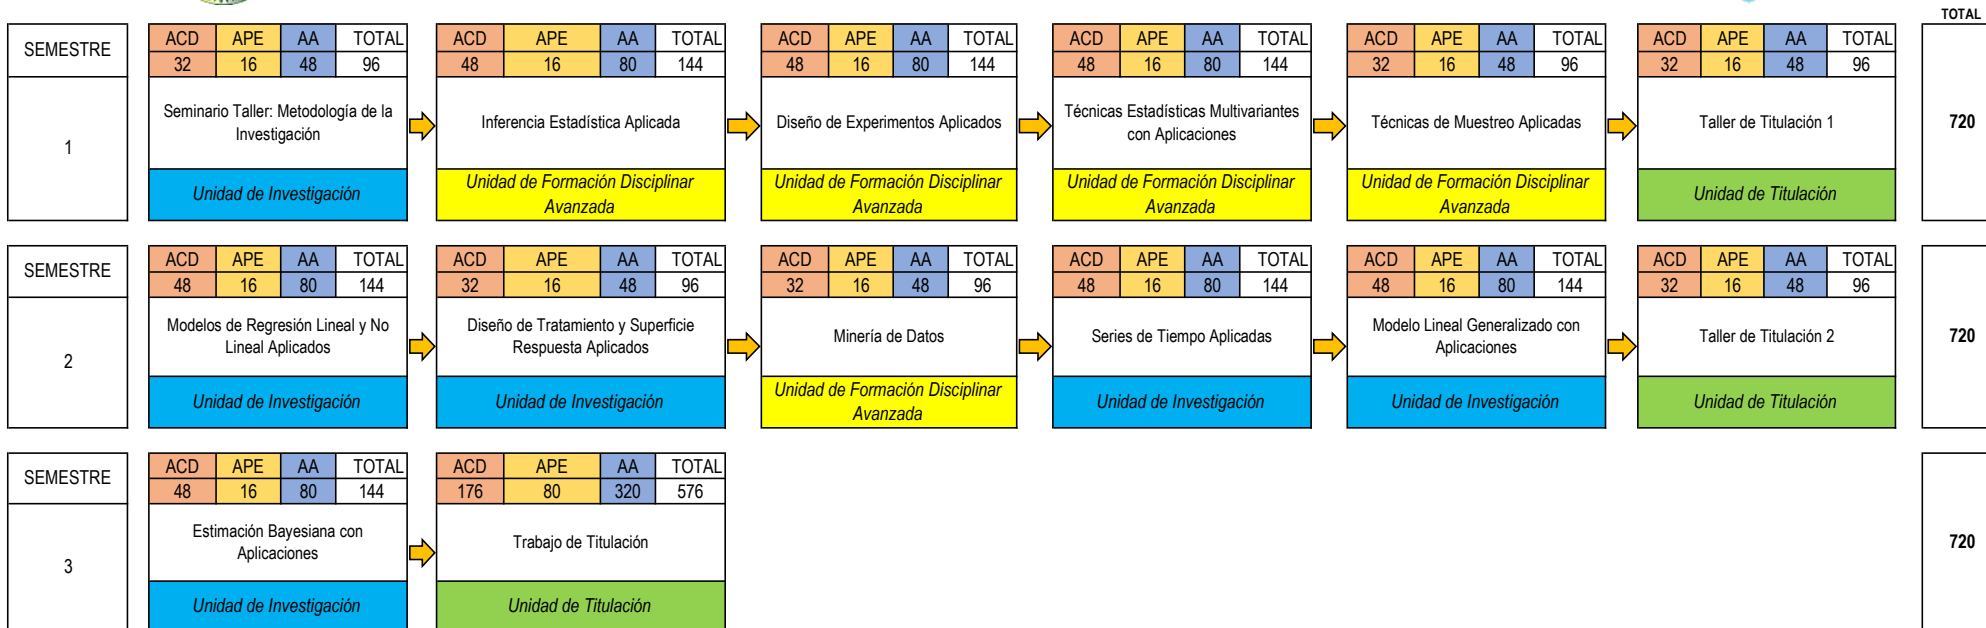 TOTAL
SEMESTRE
1
ACD APE AA TOTAL
32 16 48 96
Seminario Taller: Metodología de la
Investigación
Unidad de Investigación
ACD APE AA TOTAL
48 16 80 144
Inferencia Estadística Aplicada
Unidad de Formación Disciplinar
Avanzada
ACD APE AA TOTAL
48 16 80 144
Diseño de Experimentos Aplicados
Unidad de Formación Disciplinar
Avanzada
ACD APE AA TOTAL
48 16 80 144
Técnicas Estadísticas Multivariantes
con Aplicaciones
Unidad de Formación Disciplinar
Avanzada
ACD APE AA TOTAL
32 16 48 96
Técnicas de Muestreo Aplicadas
Unidad de Formación Disciplinar
Avanzada
ACD APE AA TOTAL
32 16 48 96
Taller de Titulación 1
Unidad de Titulación
720
SEMESTRE
2
ACD APE AA TOTAL
48 16 80 144
Modelos de Regresión Lineal y No
Lineal Aplicados
Unidad de Investigación
ACD APE AA TOTAL
32 16 48 96
Diseño de Tratamiento y Superficie
Respuesta Aplicados
Unidad de Investigación
ACD APE AA TOTAL
32 16 48 96
Minería de Datos
Unidad de Formación Disciplinar
Avanzada
ACD APE AA TOTAL
48 16 80 144
Series de Tiempo Aplicadas
Unidad de Investigación
ACD APE AA TOTAL
48 16 80 144
Modelo Lineal Generalizado con
Aplicaciones
Unidad de Investigación
ACD APE AA TOTAL
32 16 48 96
Taller de Titulación 2
Unidad de Titulación
720
SEMESTRE
3
ACD APE AA TOTAL
48 16 80 144
Estimación Bayesiana con
Aplicaciones
Unidad de Investigación
ACD APE AA TOTAL
176 80 320 576
Trabajo de Titulación
Unidad de Titulación
720